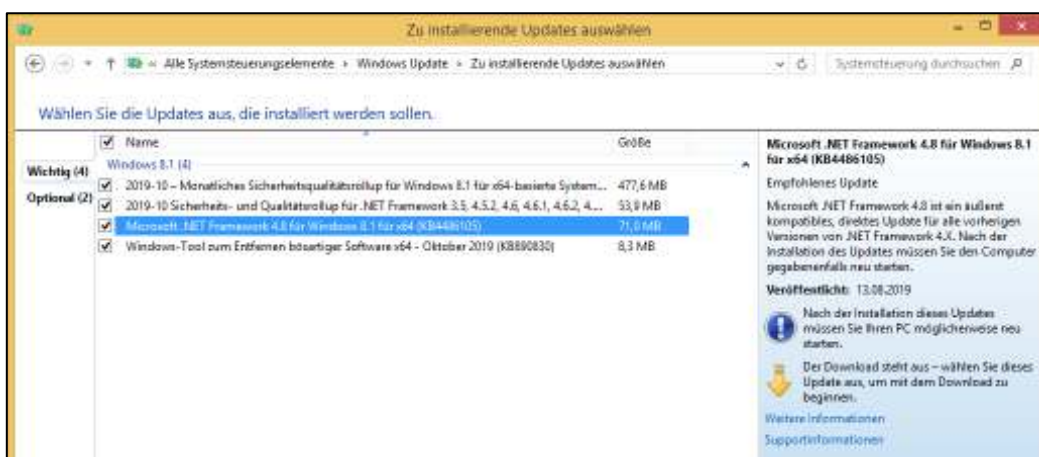 Zu installierende Updates auswählen
Alle Systemsteuerungselemente Windows Update Zu installierende Updates auswählen
Systemsteuerung durchsuchen
Wählen Sie die Updates aus, die installiert werden sollen.
Name Größe
Wichtig (4)
Optional (2)
Windows 8.1 (4)
2019-10 – Monatliches Sicherheitsqualitätsrollup für Windows 8.1 für x64-basierte System... 477,6 MB
2019-10 Sicherheits- und Qualitätsrollup für .NET Framework 3.5, 4.5.2, 4.6, 4.6.1, 4.6.2, 4.... 53,9 MB
Microsoft .NET Framework 4.8 für Windows 8.1 für x64 (KB4486105) 71,0 MB
Windows-Tool zum Entfernen bösartiger Software x64 - Oktober 2019 (KB890830) 8,3 MB
Microsoft .NET Framework 4.8 für Windows 8.1
für x64 (KB4486105)
Empfohlenes Update
Microsoft .NET Framework 4.8 ist ein äußerst
kompatibles, direktes Update für alle vorherigen
Versionen von .NET Framework 4.X. Nach der
Installation des Updates müssen Sie den Computer
gegebenenfalls neu starten.
Veröffentlicht: 13.08.2019
Nach der Installation dieses Updates
müssen Sie Ihren PC möglicherweise neu
starten.
Der Download steht aus – wählen Sie dieses
Update aus, um mit dem Download zu
beginnen.
Weitere Informationen
Supportinformationen